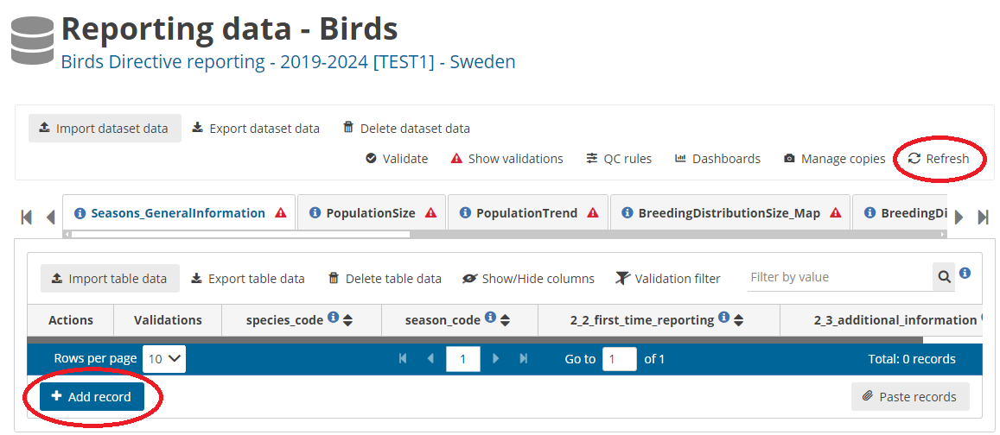 Reporting data - Birds
Birds Directive reporting - 2019-2024 [TEST1] - Sweden
Import dataset data Export dataset data Delete dataset data
Validate Show validations QC rules Dashboards Manage copies Refresh
Seasons_GeneralInformation PopulationSize PopulationTrend BreedingDistributionSize_Map BreedingDi
Import table data Export table data Delete table data Show/Hide columns Validation filter Filter by value
Actions Validations species_code season_code 2_2_first_time_reporting 2_3_additional_information
Rows per page 10 1 Go to 1 of 1 Total: 0 records
Add record Paste records